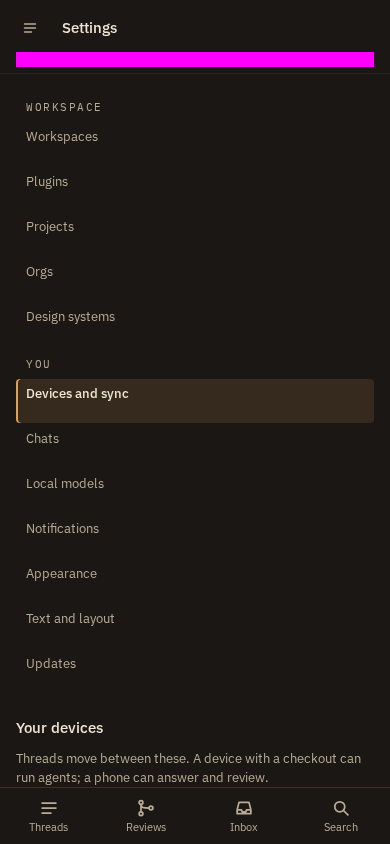 Settings
WORKSPACE
Workspaces
Plugins
Projects
Orgs
Design systems
YOU
Devices and sync
Chats
Local models
Notifications
Appearance
Text and layout
Updates
Your devices
Threads move between these. A device with a checkout can
run agents; a phone can answer and review.
Threads
Reviews
Inbox
Search